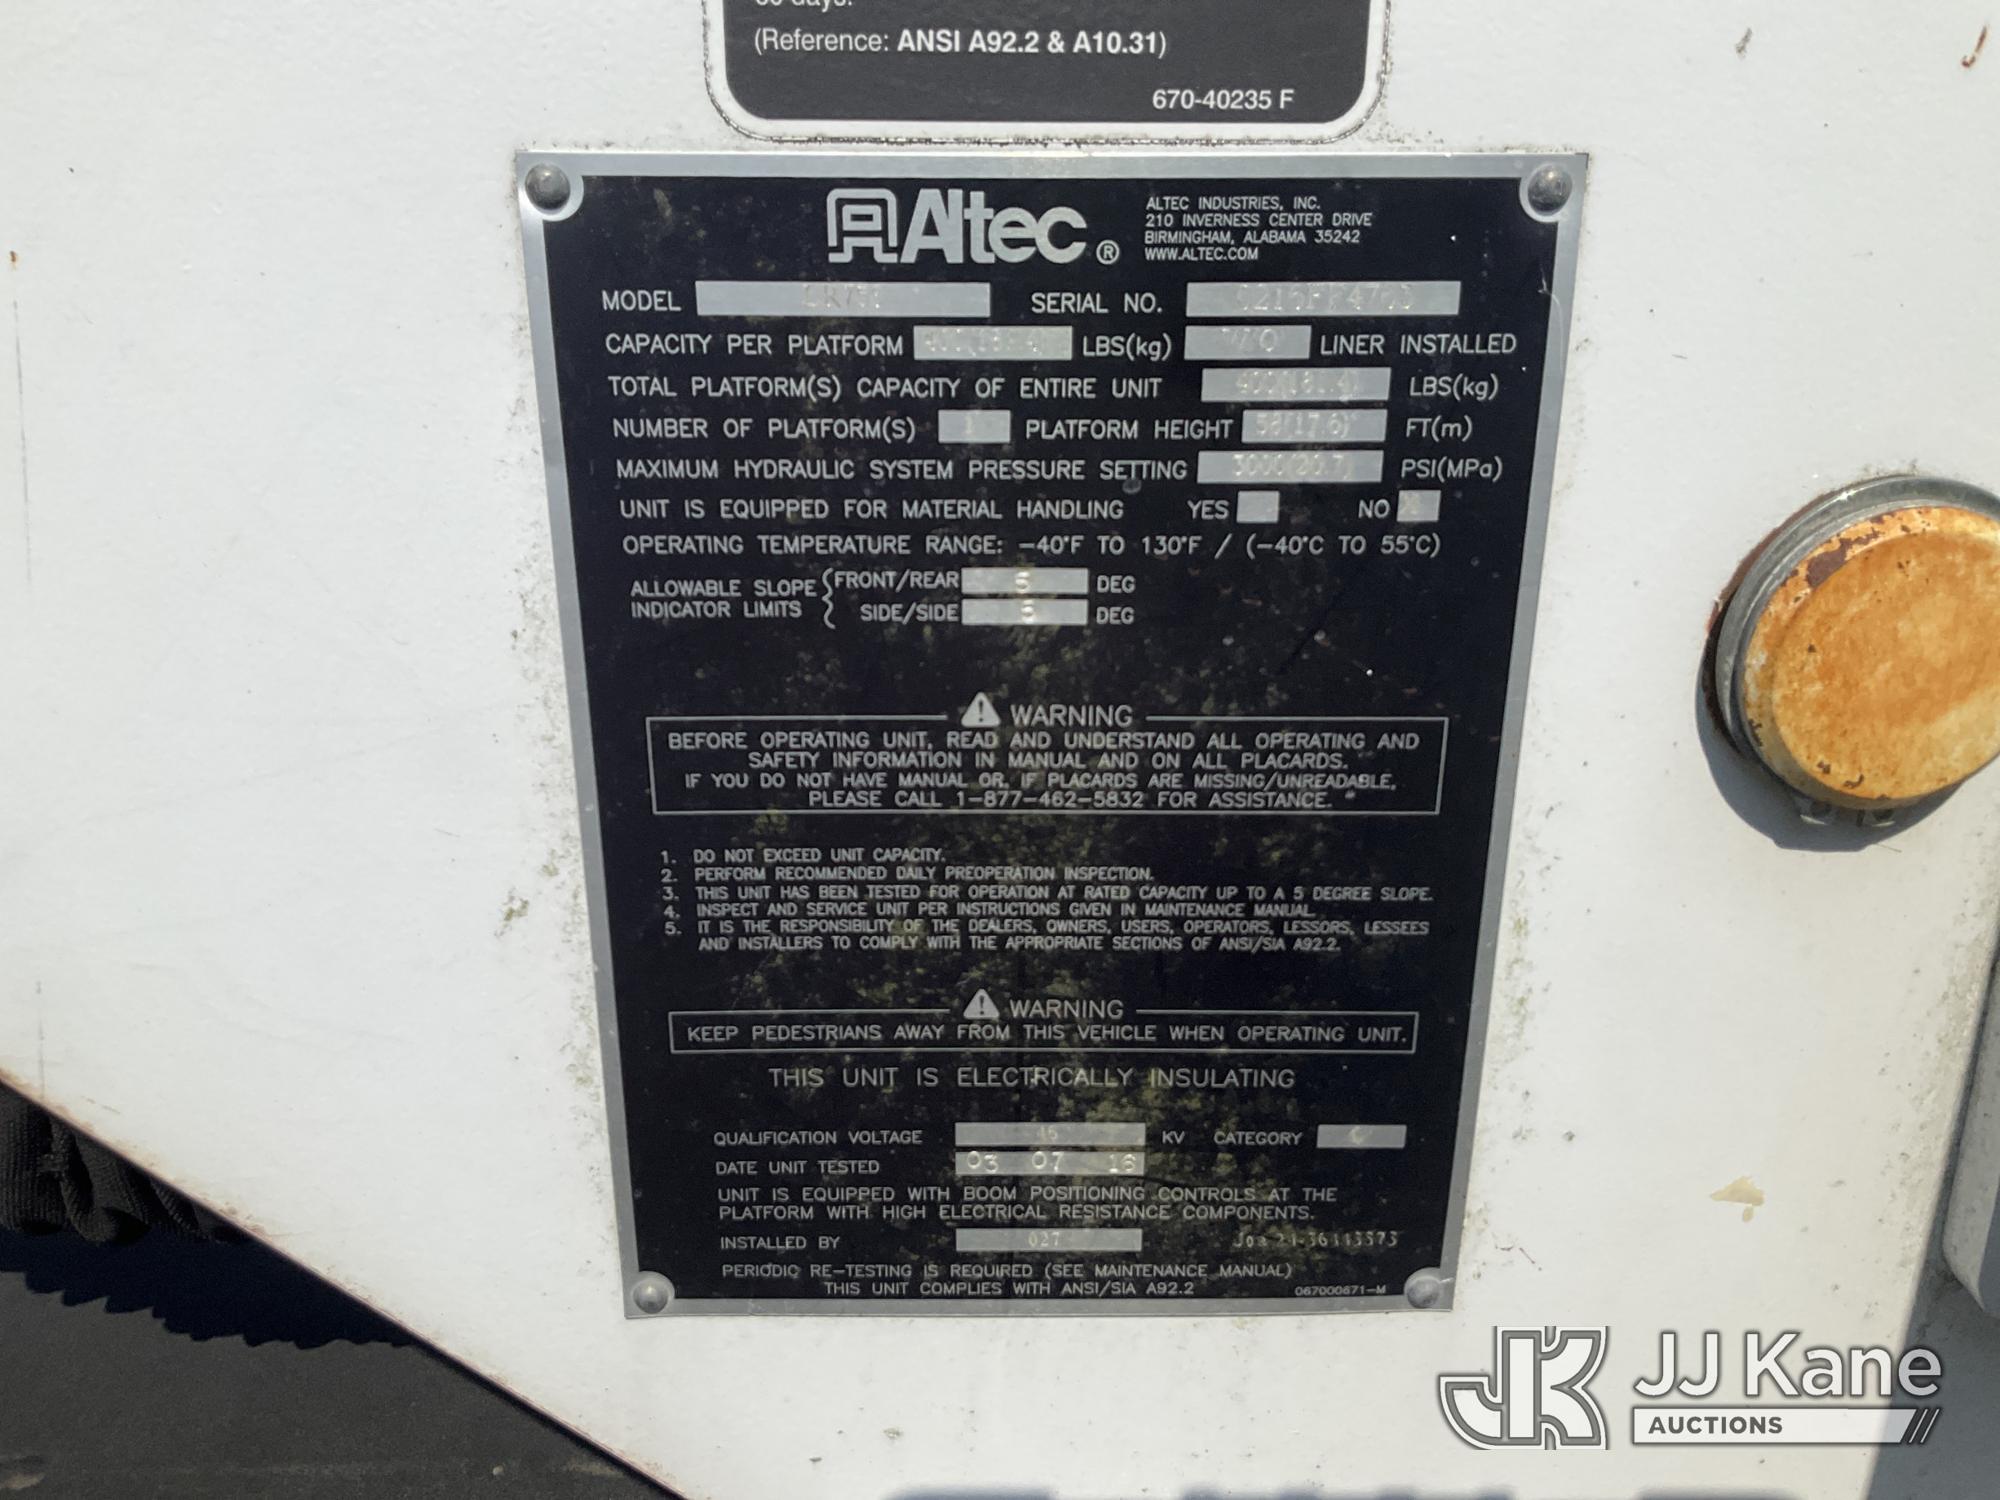 (Reference: ANSI A92.2 & A10.31)
670-40235 F
Altec ®
ALTEC INDUSTRIES, INC.
210 INVERNESS CENTER DRIVE
BIRMINGHAM, ALABAMA 35242
WWW.ALTEC.COM
MODEL SERIAL NO.
CAPACITY PER PLATFORM LBS(kg) LINER INSTALLED
TOTAL PLATFORM(S) CAPACITY OF ENTIRE UNIT 400(181.4) LBS(kg)
NUMBER OF PLATFORM(S) 1 PLATFORM HEIGHT 58(17.6) FT(m)
MAXIMUM HYDRAULIC SYSTEM PRESSURE SETTING 3000(20.7) PSI(MPa)
UNIT IS EQUIPPED FOR MATERIAL HANDLING YES NO
OPERATING TEMPERATURE RANGE: -40°F TO 130°F / (-40°C TO 55°C)
ALLOWABLE SLOPE INDICATOR LIMITS
FRONT/REAR 5 DEG
SIDE/SIDE 5 DEG
WARNING
BEFORE OPERATING UNIT, READ AND UNDERSTAND ALL OPERATING AND
SAFETY INFORMATION IN MANUAL AND ON ALL PLACARDS.
IF YOU DO NOT HAVE MANUAL OR, IF PLACARDS ARE MISSING/UNREADABLE,
PLEASE CALL 1-877-462-5832 FOR ASSISTANCE.
1. DO NOT EXCEED UNIT CAPACITY.
2. PERFORM RECOMMENDED DAILY PREOPERATION INSPECTION.
3. THIS UNIT HAS BEEN TESTED FOR OPERATION AT RATED CAPACITY UP TO A 5 DEGREE SLOPE.
4. INSPECT AND SERVICE UNIT PER INSTRUCTIONS GIVEN IN MAINTENANCE MANUAL.
5. IT IS THE RESPONSIBILITY OF THE DEALERS, OWNERS, USERS, OPERATORS, LESSORS, LESSEES
AND INSTALLERS TO COMPLY WITH THE APPROPRIATE SECTIONS OF ANSI/SIA A92.2.
WARNING
KEEP PEDESTRIANS AWAY FROM THIS VEHICLE WHEN OPERATING UNIT.
THIS UNIT IS ELECTRICALLY INSULATING
QUALIFICATION VOLTAGE 46 KV CATEGORY C
DATE UNIT TESTED 03 07 16
UNIT IS EQUIPPED WITH BOOM POSITIONING CONTROLS AT THE
PLATFORM WITH HIGH ELECTRICAL RESISTANCE COMPONENTS.
INSTALLED BY 027
PERIODIC RE-TESTING IS REQUIRED (SEE MAINTENANCE MANUAL)
THIS UNIT COMPLIES WITH ANSI/SIA A92.2 067000671-M
JK JJ Kane
AUCTIONS